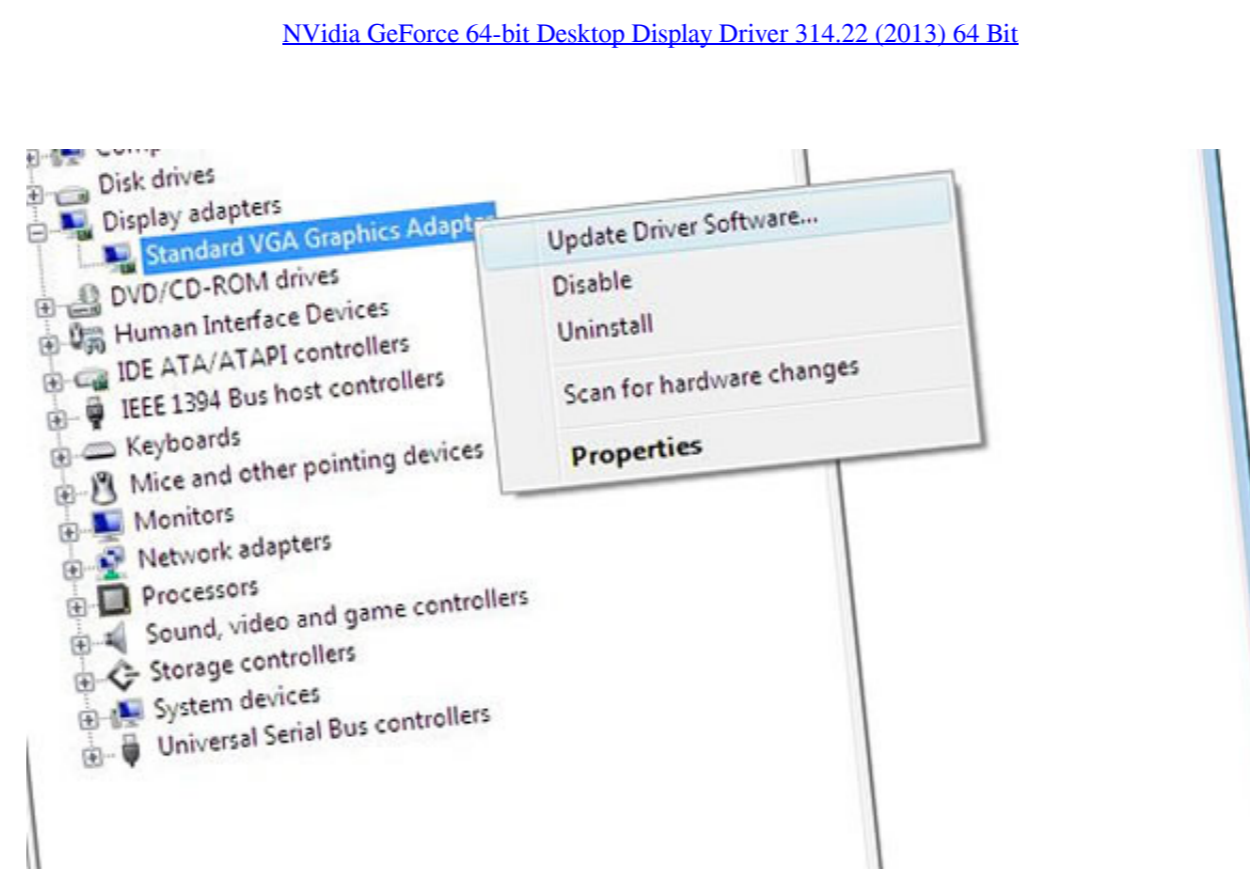 NVidia GeForce 64-bit Desktop Display Driver 314.22 (2013) 64 Bit
Disk drives
Display adapters
Standard VGA Graphics
Update Driver Software...
Disable
Uninstall
Scan for hardware changes
Properties
DVD/CD-ROM drives
Human Interface Devices
IDE ATA/ATAPI controllers
IEEE 1394 Bus host controllers
Keyboards
Mice and other pointing devices
Monitors
Network adapters
Processors
Sound, video and game controllers
Storage controllers
System devices
Universal Serial Bus controllers